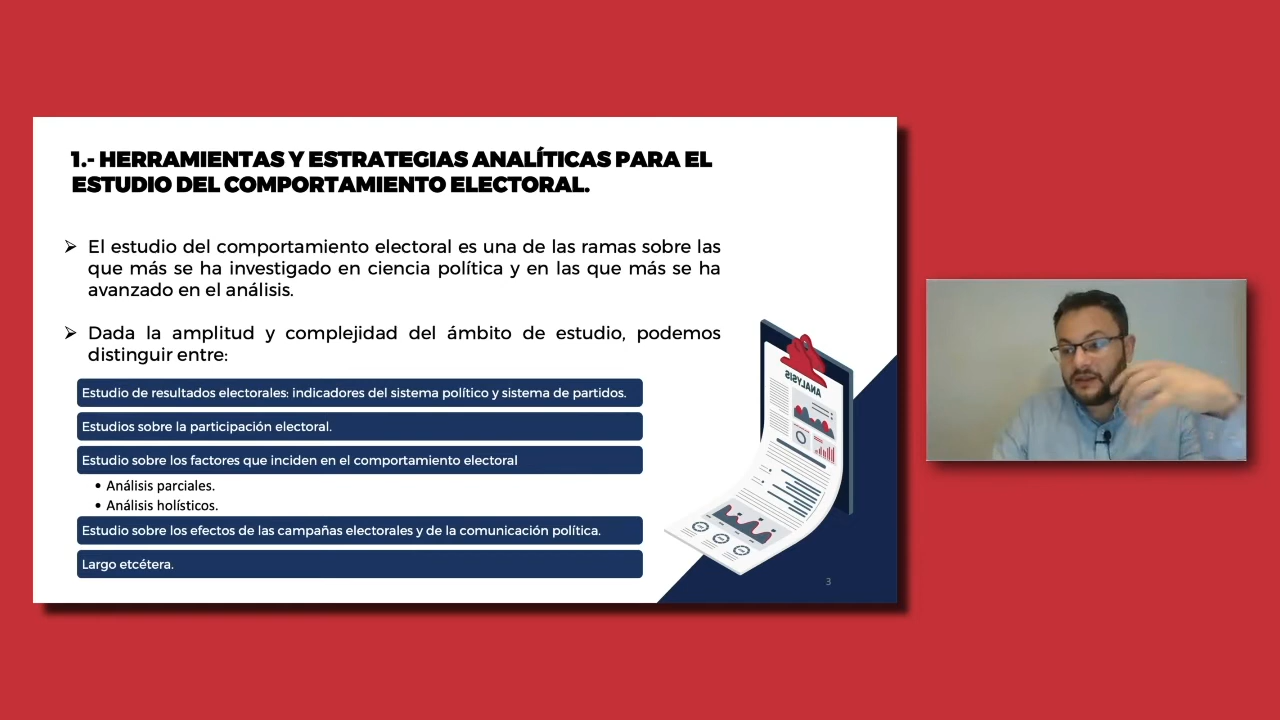 1.- HERRAMIENTAS Y ESTRATEGIAS ANALÍTICAS PARA EL
ESTUDIO DEL COMPORTAMIENTO ELECTORAL.
➢ El estudio del comportamiento electoral es una de las ramas sobre las
que más se ha investigado en ciencia política y en las que más se ha
avanzado en el análisis.
➢ Dada la amplitud y complejidad del ámbito de estudio, podemos
distinguir entre:
Estudio de resultados electorales: indicadores del sistema político y sistema de partidos.
Estudios sobre la participación electoral.
Estudio sobre los factores que inciden en el comportamiento electoral
• Análisis parciales.
• Análisis holísticos.
Estudio sobre los efectos de las campañas electorales y de la comunicación política.
Largo etcétera.
ANALYSIS
3